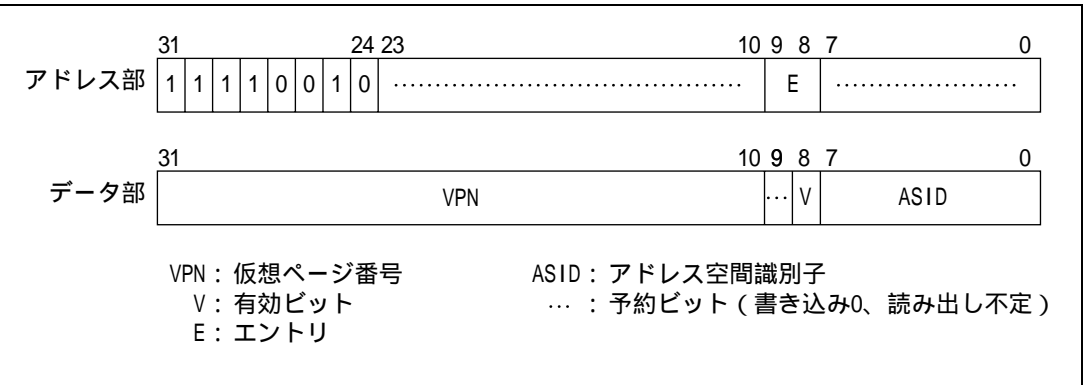 31 24 23 10 9 8 7 0
アドレス部 1 1 1 1 0 0 1 0 ………………………………… E …………………
31 10 9 8 7 0
データ部 VPN … V ASID
VPN：仮想ページ番号 ASID：アドレス空間識別子
V：有効ビット …：予約ビット（書き込み0、読み出し不定）
E：エントリ